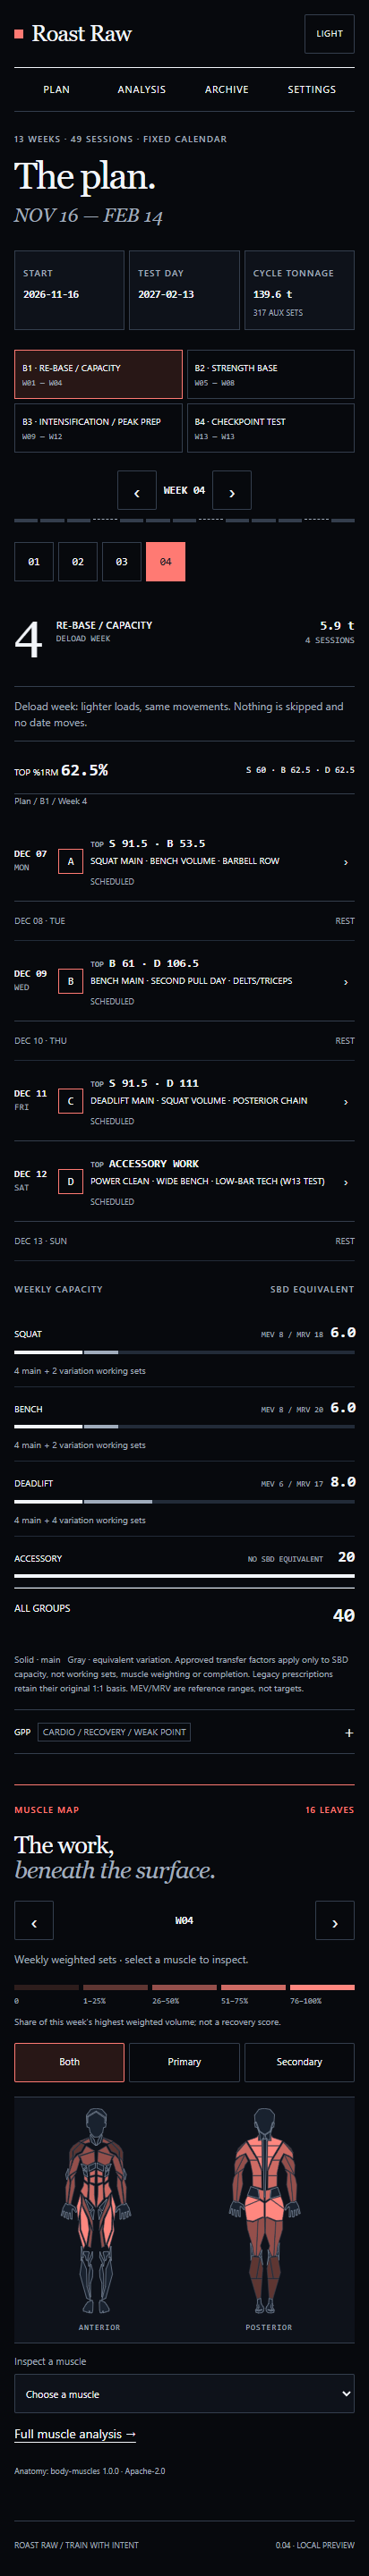 Roast Raw
LIGHT
PLAN ANALYSIS ARCHIVE SETTINGS
13 WEEKS · 49 SESSIONS · FIXED CALENDAR
The plan.
NOV 16 — FEB 14
START
2026-11-16
TEST DAY
2027-02-13
CYCLE TONNAGE
139.6 t
317 AUX SETS
B1 · RE-BASE / CAPACITY
W01 — W04
B2 · STRENGTH BASE
W05 — W08
B3 · INTENSIFICATION / PEAK PREP
W09 — W12
B4 · CHECKPOINT TEST
W13 — W13
‹ WEEK 04 ›
01 02 03 04
4
RE-BASE / CAPACITY
DELOAD WEEK
5.9 t
4 SESSIONS
Deload week: lighter loads, same movements. Nothing is skipped and
no date moves.
TOP %1RM 62.5%
S 60 · B 62.5 · D 62.5
Plan / B1 / Week 4
DEC 07
MON
A
TOP S 91.5 · B 53.5
SQUAT MAIN · BENCH VOLUME · BARBELL ROW
SCHEDULED
›
DEC 08 · TUE REST
DEC 09
WED
B
TOP B 61 · D 106.5
BENCH MAIN · SECOND PULL DAY · DELTS/TRICEPS
SCHEDULED
›
DEC 10 · THU REST
DEC 11
FRI
C
TOP S 91.5 · D 111
DEADLIFT MAIN · SQUAT VOLUME · POSTERIOR CHAIN
SCHEDULED
›
DEC 12
SAT
D
TOP ACCESSORY WORK
POWER CLEAN · WIDE BENCH · LOW-BAR TECH (W13 TEST)
SCHEDULED
›
DEC 13 · SUN REST
WEEKLY CAPACITY SBD EQUIVALENT
SQUAT MEV 8 / MRV 18 6.0
4 main + 2 variation working sets
BENCH MEV 8 / MRV 20 6.0
4 main + 2 variation working sets
DEADLIFT MEV 6 / MRV 17 8.0
4 main + 4 variation working sets
ACCESSORY NO SBD EQUIVALENT 20
ALL GROUPS 40
Solid · main Gray · equivalent variation. Approved transfer factors apply only to SBD
capacity, not working sets, muscle weighting or completion. Legacy prescriptions
retain their original 1:1 basis. MEV/MRV are reference ranges, not targets.
GPP CARDIO / RECOVERY / WEAK POINT +
MUSCLE MAP 16 LEAVES
The work,
beneath the surface.
‹ W04 ›
Weekly weighted sets · select a muscle to inspect.
0 1–25% 26–50% 51–75% 76–100%
Share of this week's highest weighted volume; not a recovery score.
Both Primary Secondary
ANTERIOR POSTERIOR
Inspect a muscle
Choose a muscle
Full muscle analysis →
Anatomy: body-muscles 1.0.0 · Apache-2.0
ROAST RAW / TRAIN WITH INTENT 0.04 · LOCAL PREVIEW